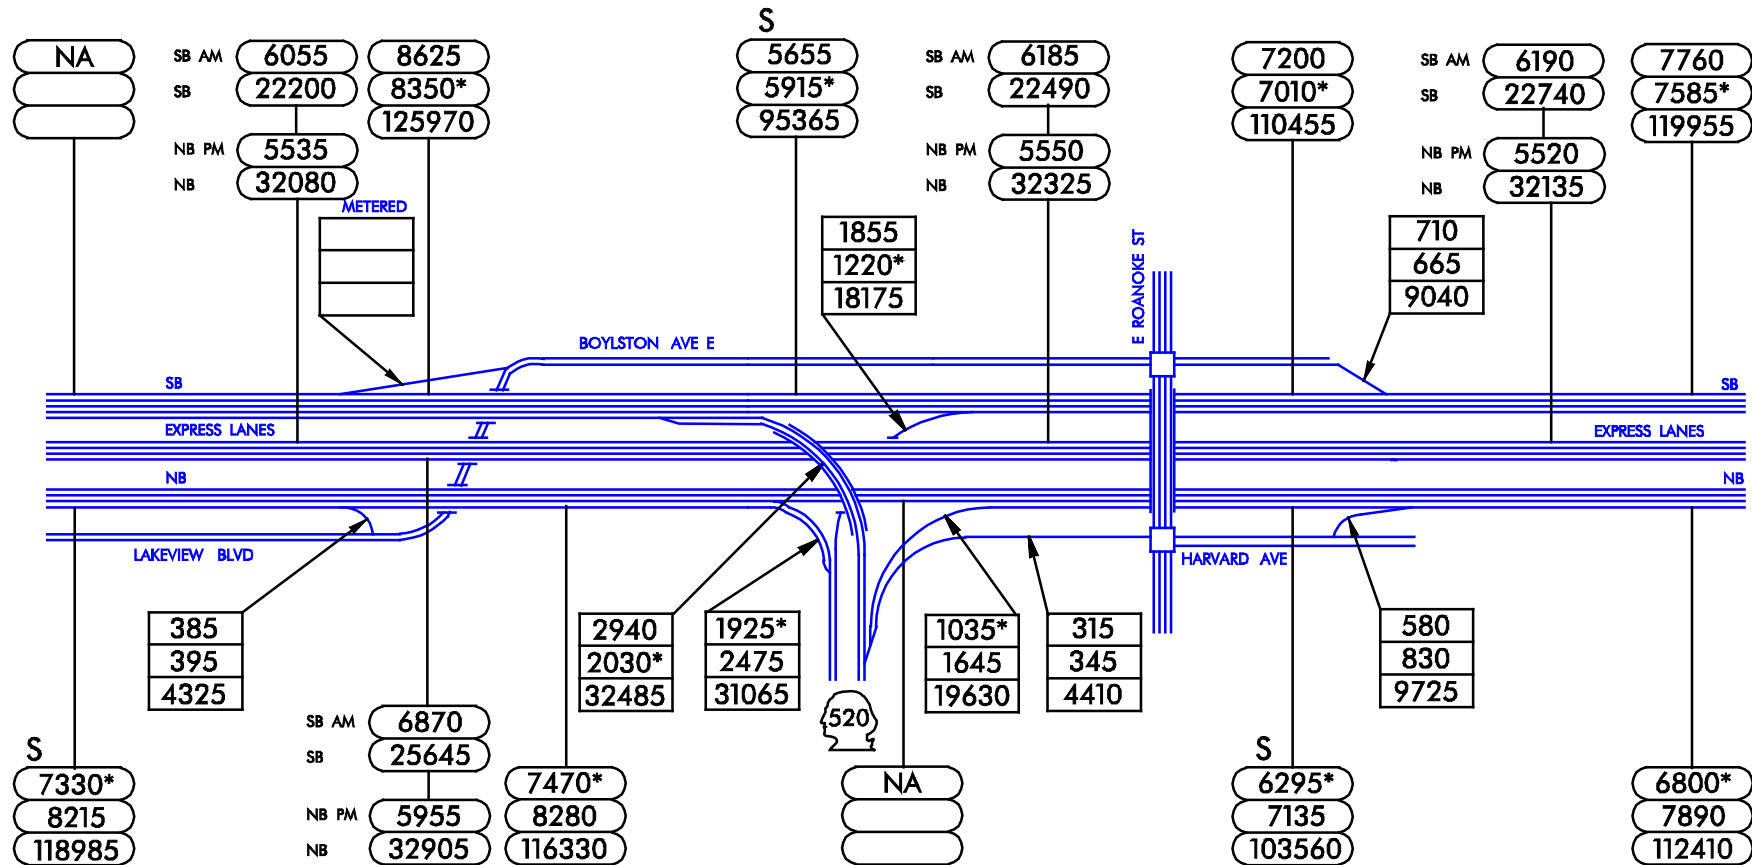 S
NA
SB AM 6055
SB 22200
NB PM 5535
NB 32080
8625
8350*
125970
5655
5915*
95365
SB AM 6185
SB 22490
NB PM 5550
NB 32325
7200
7010*
110455
SB AM 6190
SB 22740
NB PM 5520
NB 32135
7760
7585*
119955
METERED
1855
1220*
18175
E ROANOKE ST
710
665
9040
BOYLSTON AVE E
SB
SB
EXPRESS LANES
EXPRESS LANES
NB
NB
LAKEVIEW BLVD
HARVARD AVE
385
395
4325
2940
2030*
32485
1925*
2475
31065
520
1035*
1645
19630
315
345
4410
580
830
9725
S
7330*
8215
118985
SB AM 6870
SB 25645
NB PM 5955
NB 32905
7470*
8280
116330
NA
S
6295*
7135
103560
6800*
7890
112410